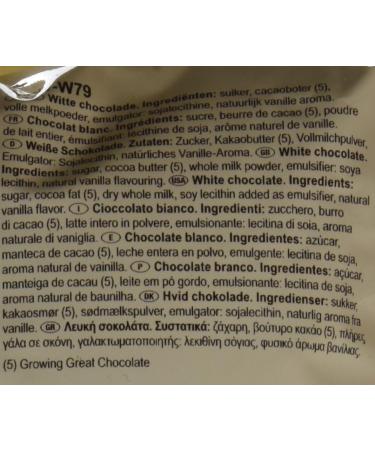 -W79
Witte chocolade. Ingrediënten: suiker, cacaoboter (5),
volle melkpoeder, emulgator: sojalecithine, natuurlijk vanille aroma.
(FR) Chocolat blanc. Ingredients: sucre, beurre de cacao (5), poudre
de lait entier, émulsifiant: lecithine de soja, arôme naturel de vanille.
(D) Weiße Schokolade. Zutaten: Zucker, Kakaobutter (5), Vollmilchpulver,
Emulgator: Sojalecithin, natürliches Vanille-Aroma. (GB) White chocolate.
Ingredients: sugar, cocoa butter (5), whole milk powder, emulsifier: soya
lecithin, natural vanilla flavouring. (USA) White chocolate. Ingredients:
sugar, cocoa fat (5), dry whole milk, soy lecithin added as emulsifier, natural
vanilla flavor. (I) Cioccolato bianco. Ingredienti: zucchero, burro
di cacao (5), latte intero in polvere, emulsionante: lecitina di soia, aroma
naturale di vaniglia. (E) Chocolate blanco. Ingredientes: azúcar,
manteca de cacao (5), leche entera en polvo, emulgente: lecitina de soja,
aroma natural de vainilla. (P) Chocolate branco. Ingredientes: açúcar,
manteiga de cacau (5), leite em pó gordo, emulsionante: lecitina de soja,
aroma natural de baunilha. (DK) Hvid chokolade. Ingredienser: sukker,
kakaosmør (5), sødmælkspulver, emulgator: sojalecithin, naturlig aroma fra
vanille. (GR) Λευκή σοκολάτα. Συστατικά: ζάχαρη, βούτυρο κακάο (5), πλήρες
γάλα σε σκόνη, γαλακτωματοποιητής: λεκιθίνη σόγιας, φυσικό άρωμα βανίλιας.
(5) Growing Great Chocolate